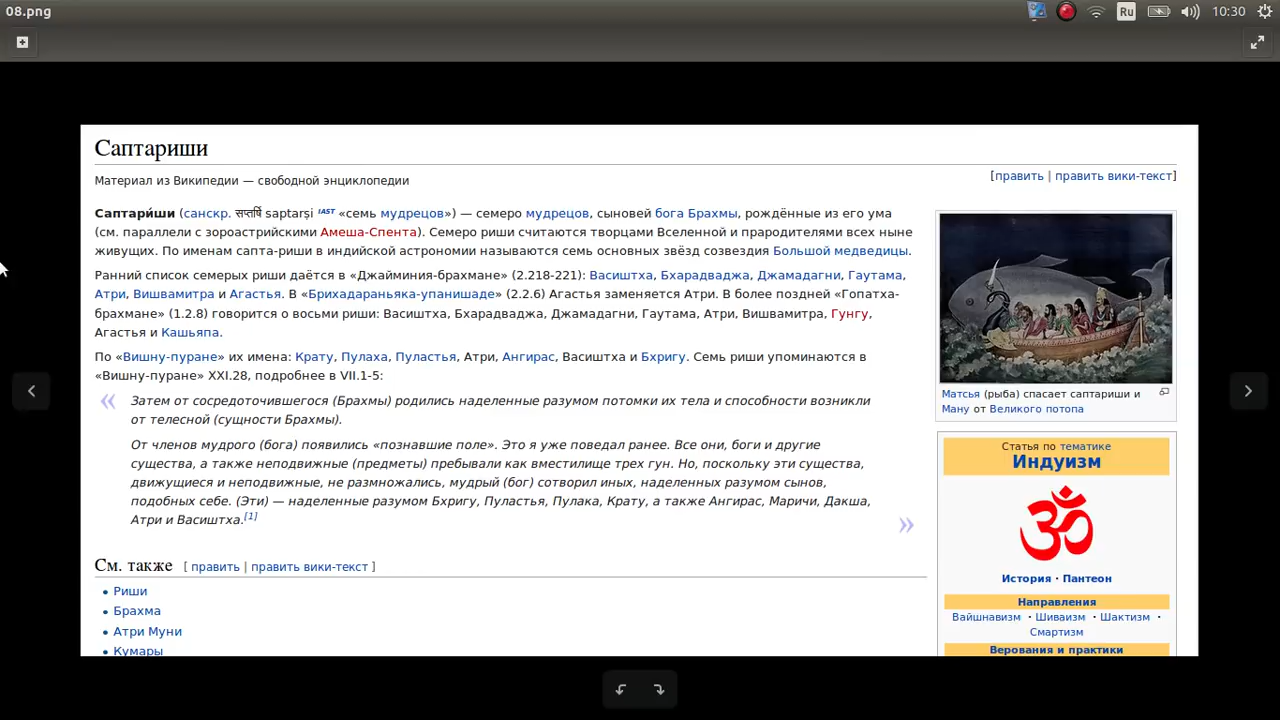 08.png
Ru
10:30
Саптариши
Материал из Википедии — свободной энциклопедии
[править | править вики-текст]
Саптари́ши (санскр. सप्तर्षि saptarṣi IAST «семь мудрецов») — семеро мудрецов, сыновей бога Брахмы, рождённые из его ума
(см. параллели с зороастрийскими Амеша-Спента). Семеро риши считаются творцами Вселенной и прародителями всех ныне
живущих. По именам сапта-риши в индийской астрономии называются семь основных звёзд созвездия Большой медведицы.
Ранний список семерых риши даётся в «Джайминия-брахмане» (2.218-221): Васиштха, Бхарадваджа, Джамадагни, Гаутама,
Атри, Вишвамитра и Агастья. В «Брихадараньяка-упанишаде» (2.2.6) Агастья заменяется Атри. В более поздней «Гопатха-
брахмане» (1.2.8) говорится о восьми риши: Васиштха, Бхарадваджа, Джамадагни, Гаутама, Атри, Вишвамитра, Гунгу,
Агастья и Кашьяпа.
По «Вишну-пуране» их имена: Крату, Пулаха, Пуластья, Атри, Ангирас, Васиштха и Бхригу. Семь риши упоминаются в
«Вишну-пуране» XXI.28, подробнее в VII.1-5:
« Затем от сосредоточившегося (Брахмы) родились наделенные разумом потомки их тела и способности возникли
от телесной (сущности Брахмы).
От членов мудрого (бога) появились «познавшие поле». Это я уже поведал ранее. Все они, боги и другие
существа, а также неподвижные (предметы) пребывали как вместилище трех гун. Но, поскольку эти существа,
движущиеся и неподвижные, не размножались, мудрый (бог) сотворил иных, наделенных разумом сынов,
подобных себе. (Эти) — наделенные разумом Бхригу, Пуластья, Пулака, Крату, а также Ангирас, Маричи, Дакша,
Атри и Васиштха.[1] »
См. также [ править | править вики-текст ]
• Риши
• Брахма
• Атри Муни
• Кумары
Матсья (рыба) спасает саптариши и
Ману от Великого потопа
Статья по тематике
Индуизм
ॐ
История · Пантеон
Направления
Вайшнавизм · Шиваизм · Шактизм ·
Смартизм
Верования и практики